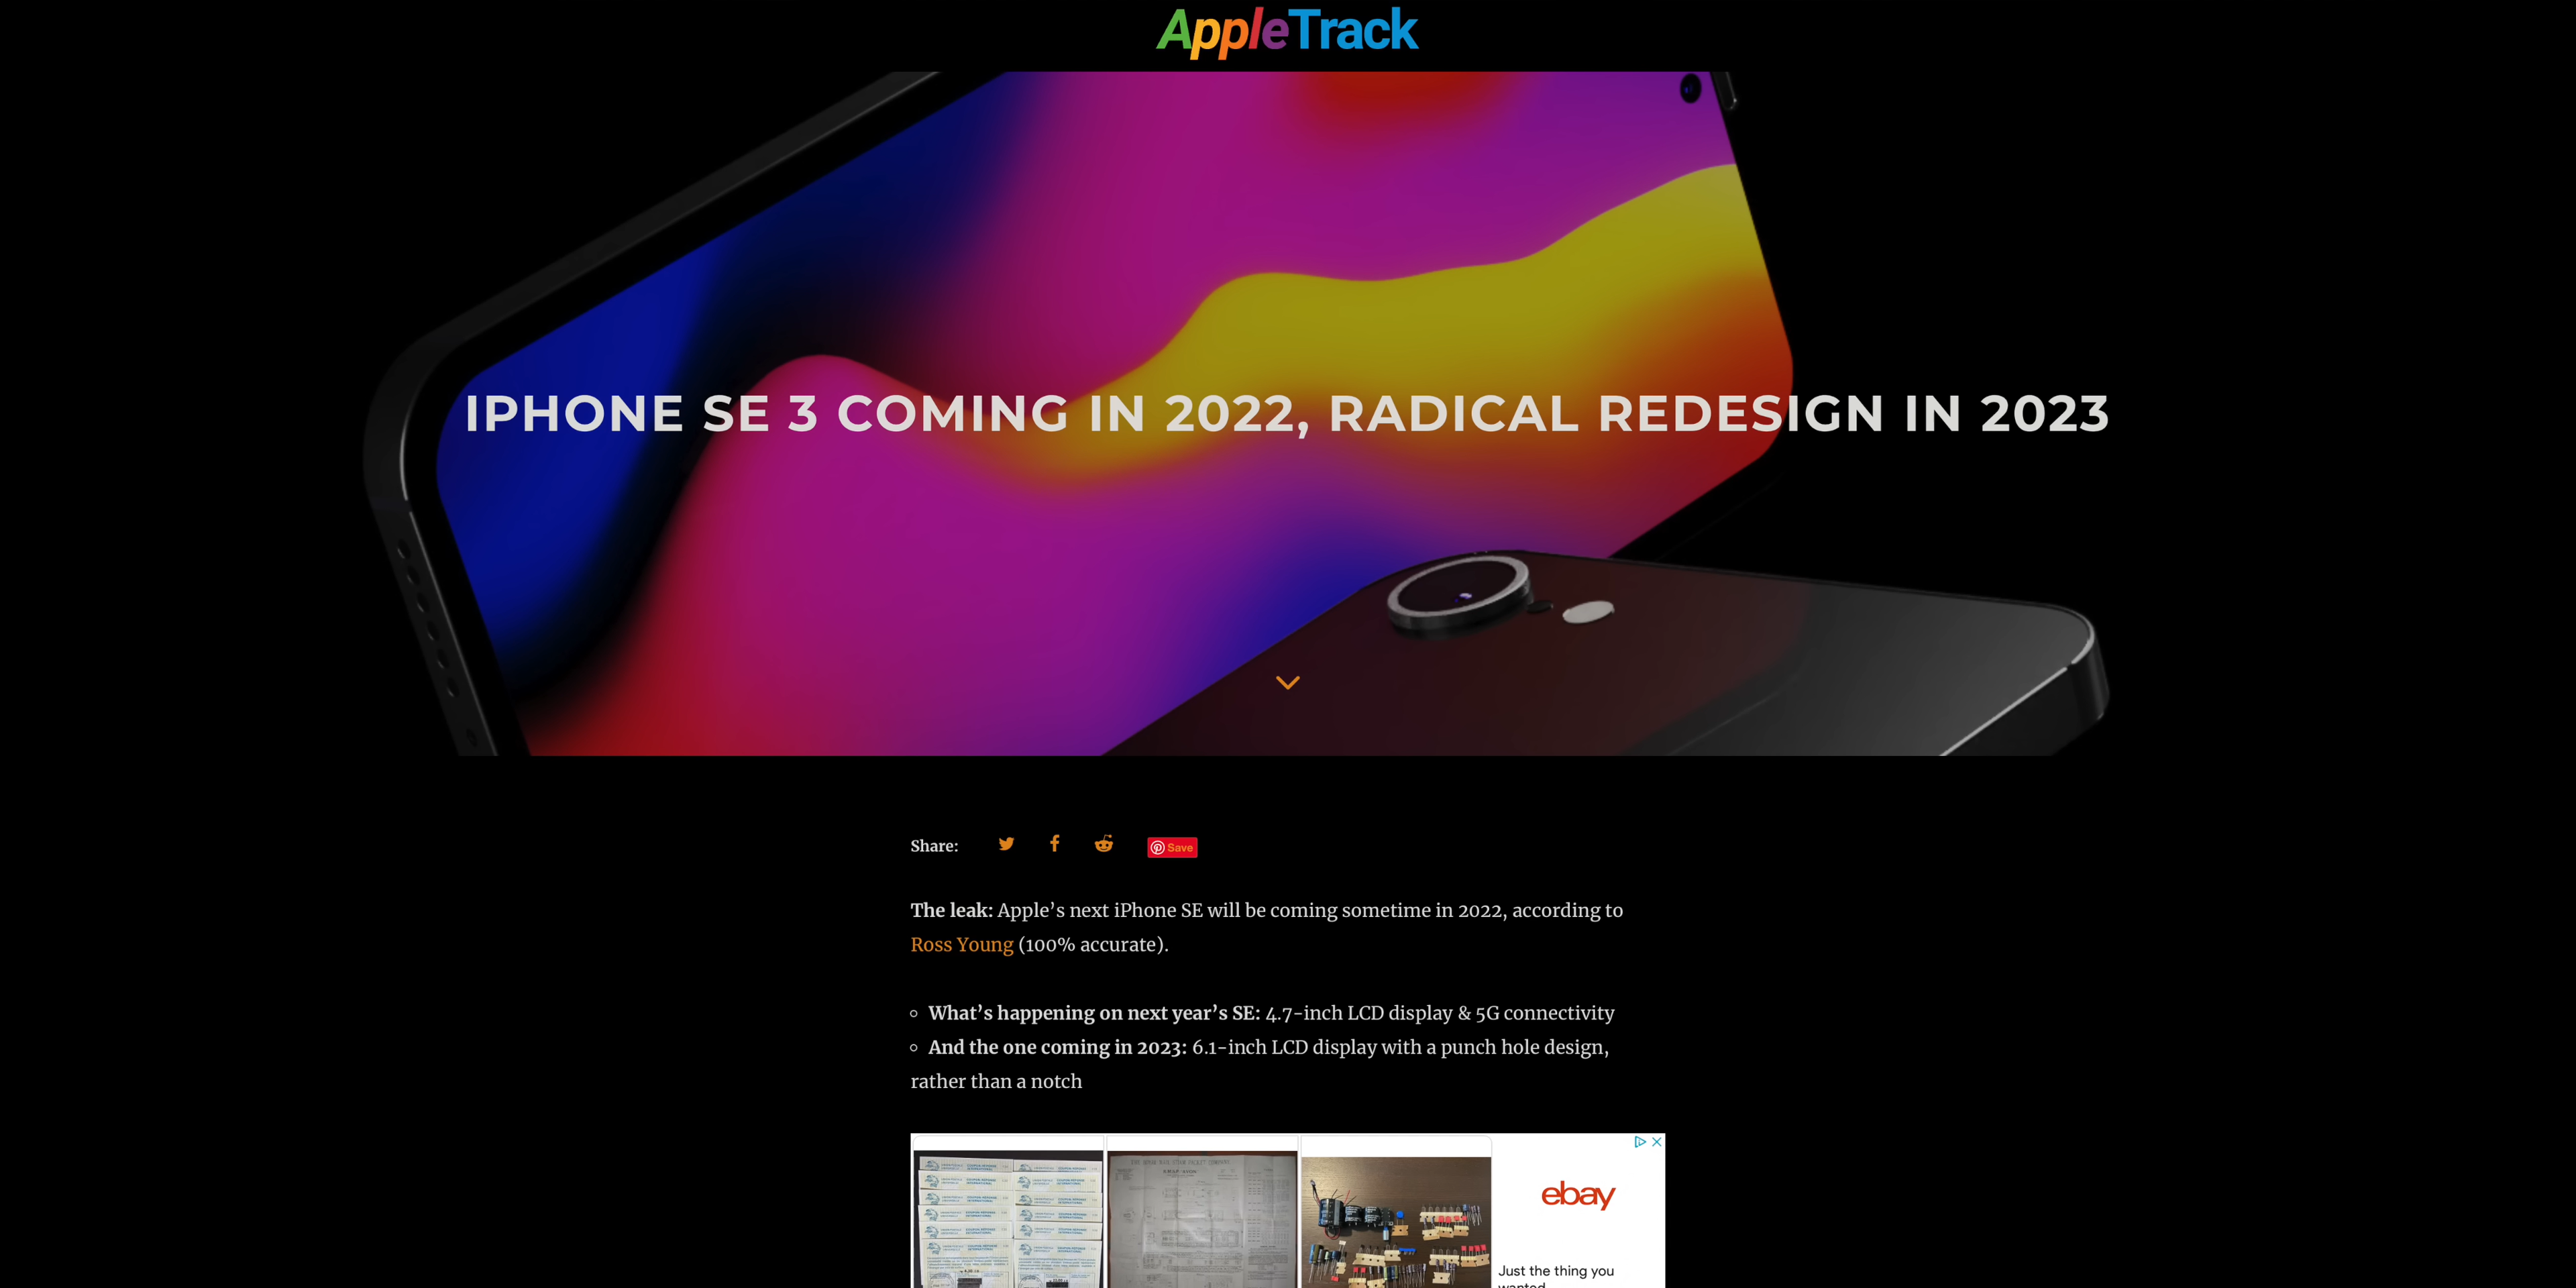 AppleTrack
IPHONE SE 3 COMING IN 2022, RADICAL REDESIGN IN 2023
Share:
Save
The leak: Apple’s next iPhone SE will be coming sometime in 2022, according to
Ross Young (100% accurate).
What’s happening on next year’s SE: 4.7-inch LCD display & 5G connectivity
And the one coming in 2023: 6.1-inch LCD display with a punch hole design,
rather than a notch
ebay
Just the thing you